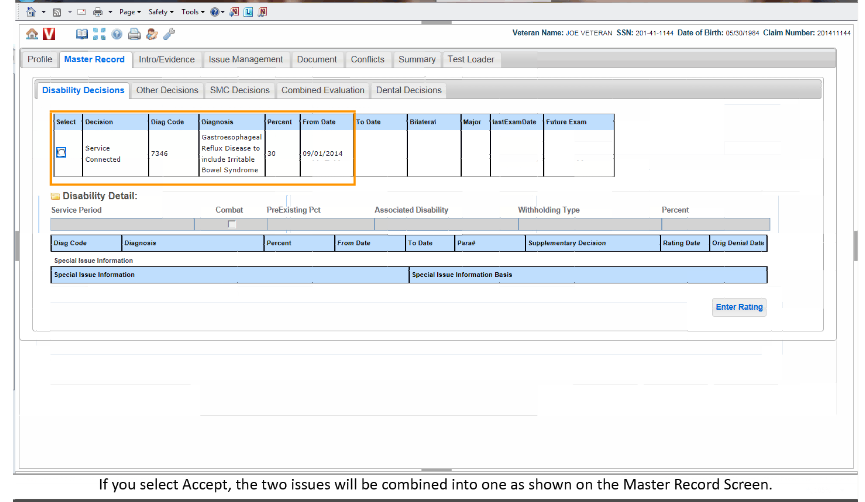 Page Safety Tools
Veteran Name: JOE VETERAN SSN: 201-41-1144 Date of Birth: 05/30/1984 Claim Number: 201411144
Profile Master Record Intro/Evidence Issue Management Document Conflicts Summary Test Loader
Disability Decisions Other Decisions SMC Decisions Combined Evaluation Dental Decisions
Select Decision Diag Code Diagnosis Percent From Date To Date Bilateral Major lastExamDate Future Exam
Service Connected 7346 Gastroesophageal Reflux Disease to include Irritable Bowel Syndrome 30 09/01/2014
Disability Detail:
Service Period Combat PreExisting Pct Associated Disability Withholding Type Percent
Diag Code Diagnosis Percent From Date To Date Para# Supplementary Decision Rating Date Orig Denial Date
Special Issue Information
Special Issue Information Special Issue Information Basis
Enter Rating
If you select Accept, the two issues will be combined into one as shown on the Master Record Screen.